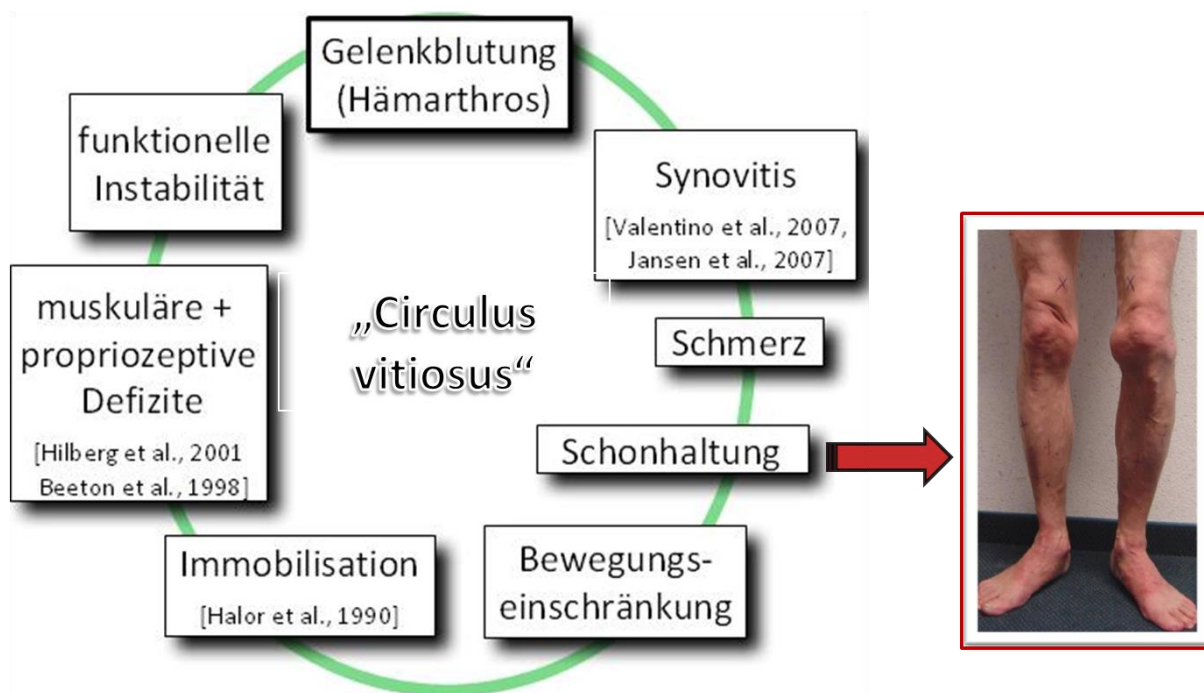 Gelenkblutung
(Hämarthros)
Synovitis
[Valentino et al., 2007,
Jansen et al., 2007]
Schmerz
Schonhaltung
Bewegungs-
einschränkung
Immobilisation
[Halor et al., 1990]
muskuläre +
propriozeptive
Defizite
[Hilberg et al., 2001
Beeton et al., 1998]
funktionelle
Instabilität
„Circulus
vitiosus“